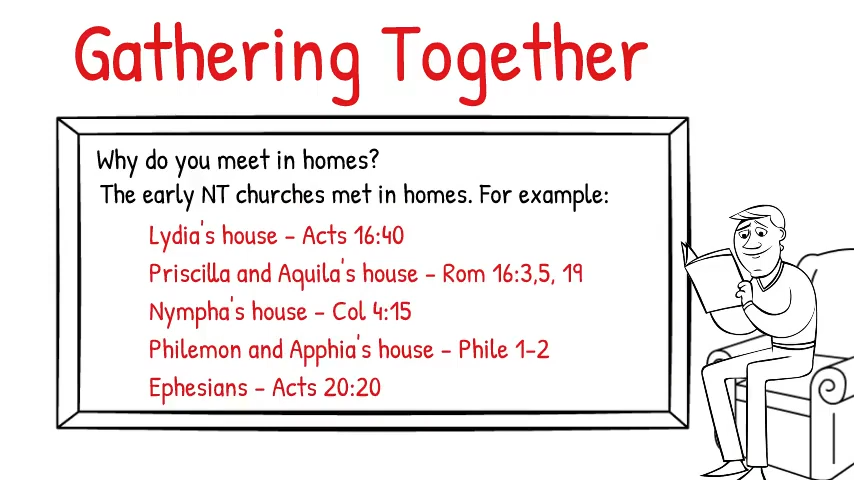 Gathering Together
Why do you meet in homes?
The early NT churches met in homes. For example:
Lydia's house - Acts 16:40
Priscilla and Aquila's house - Rom 16:3,5, 19
Nympha's house - Col 4:15
Philemon and Apphia's house - Phile 1-2
Ephesians - Acts 20:20